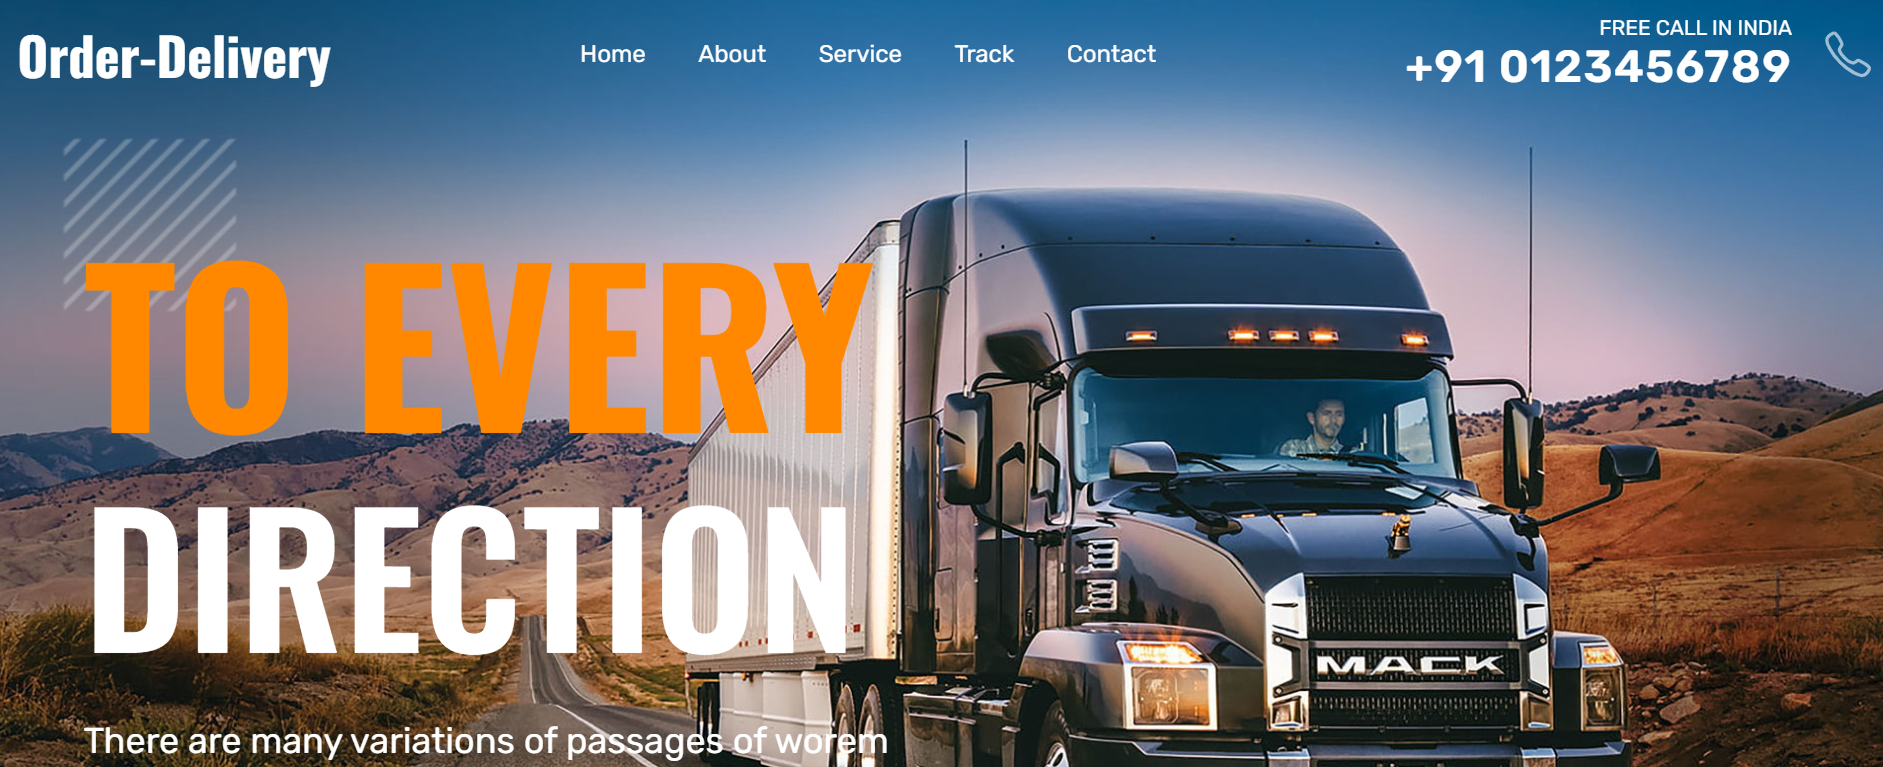 Order-Delivery
Home About Service Track Contact
FREE CALL IN INDIA
+91 0123456789
TO EVERY
DIRECTION
There are many variations of passages of worem
MACK